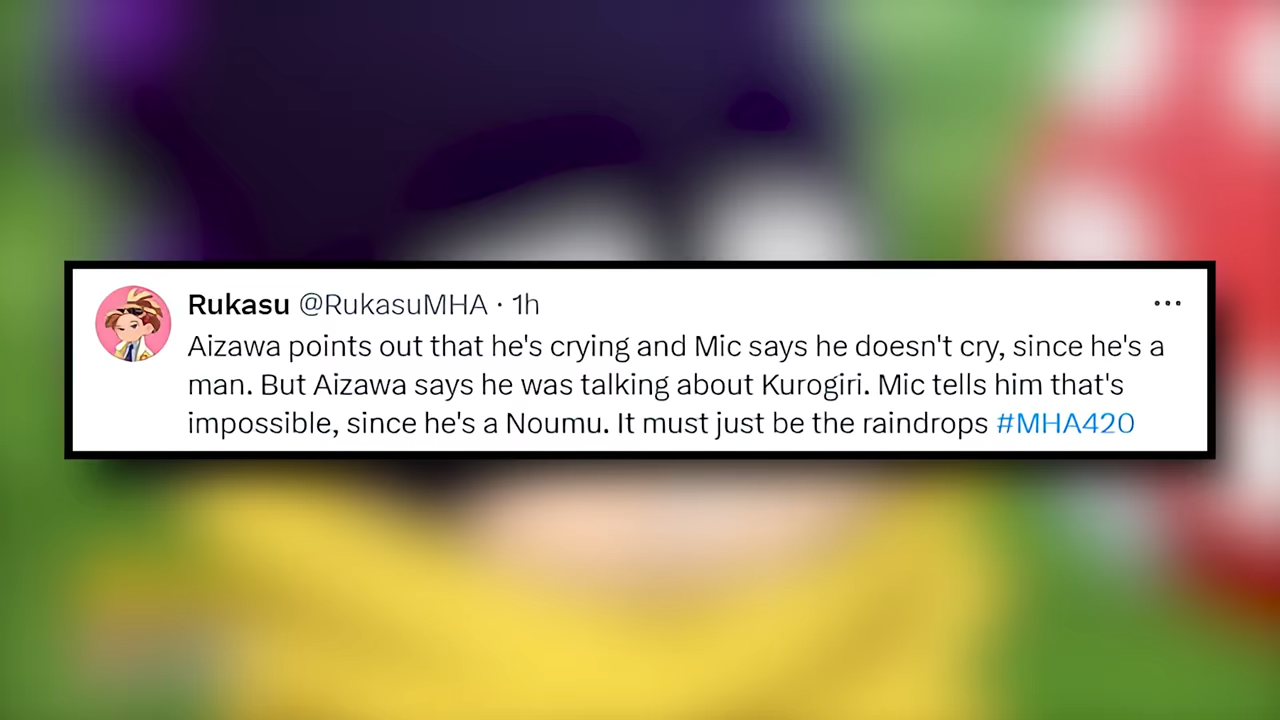 Rukasu @RukasuMHA · 1h
Aizawa points out that he's crying and Mic says he doesn't cry, since he's a
man. But Aizawa says he was talking about Kurogiri. Mic tells him that's
impossible, since he's a Noumu. It must just be the raindrops #MHA420